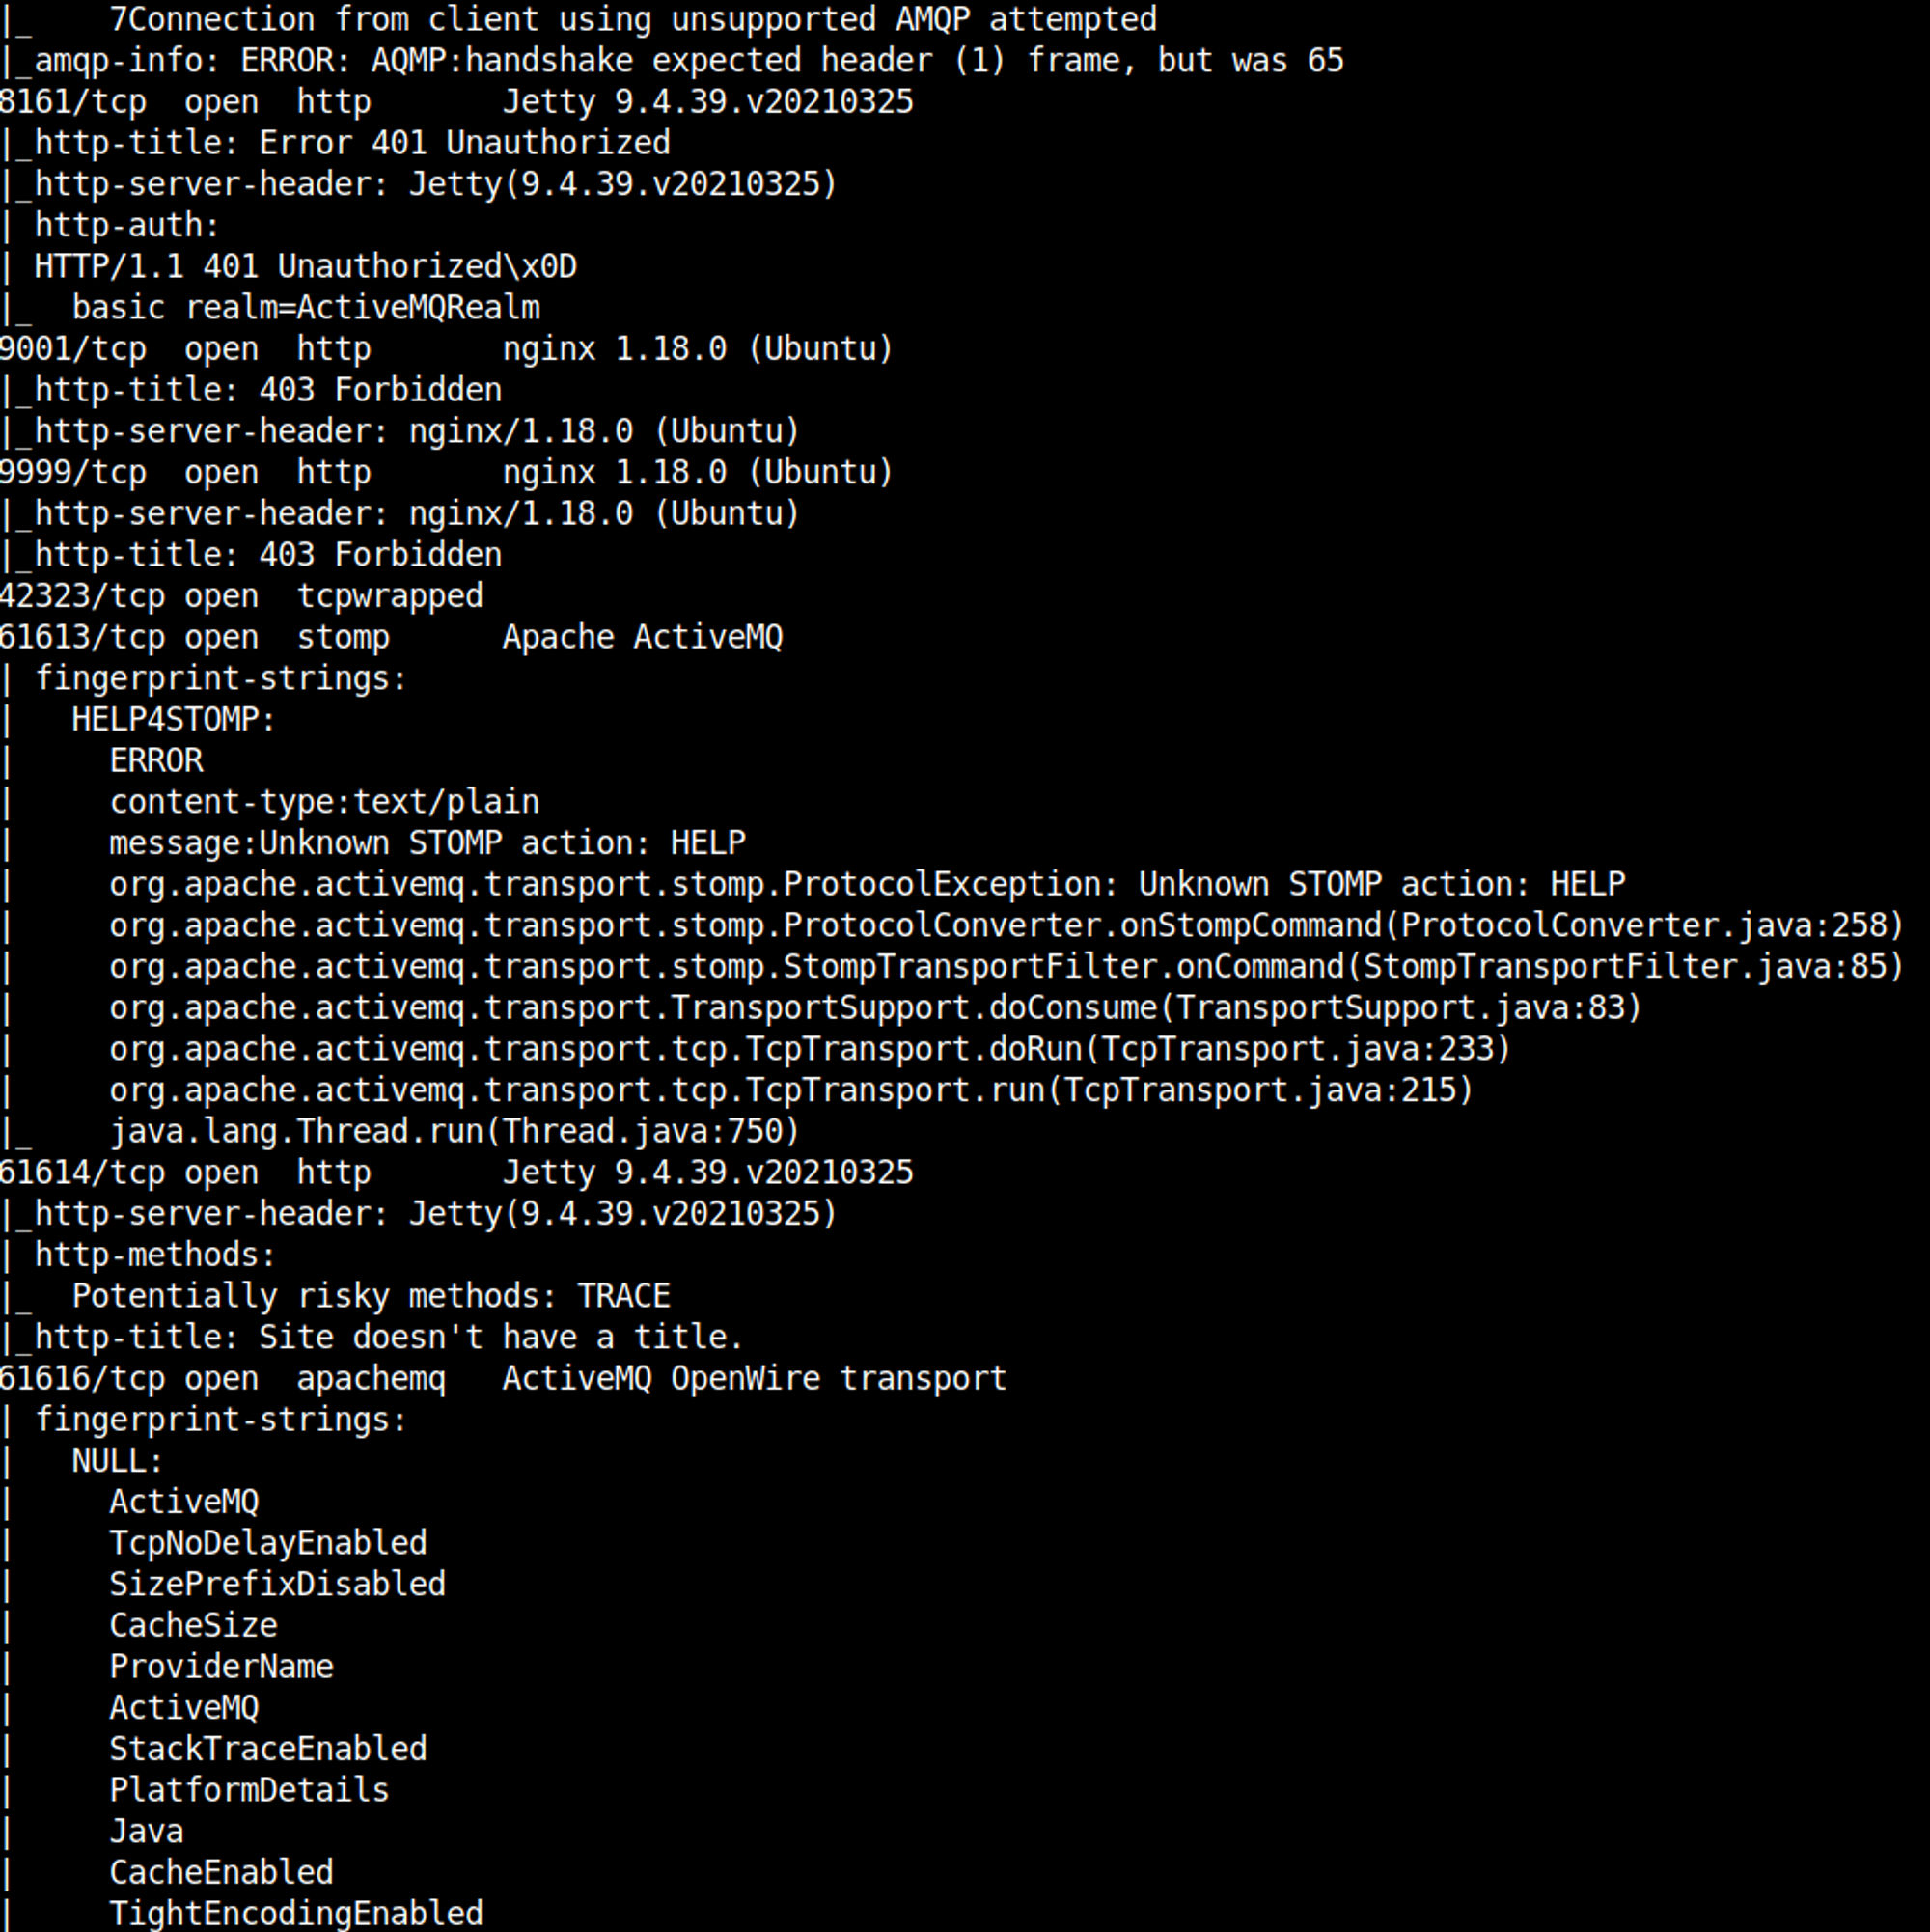 |_    7Connection from client using unsupported AMQP attempted
|_amqp-info: ERROR: AQMP:handshake expected header (1) frame, but was 65
8161/tcp  open  http       Jetty 9.4.39.v20210325
|_http-title: Error 401 Unauthorized
|_http-server-header: Jetty(9.4.39.v20210325)
| http-auth:
| HTTP/1.1 401 Unauthorized\x0D
|_  basic realm=ActiveMQRealm
9001/tcp  open  http       nginx 1.18.0 (Ubuntu)
|_http-title: 403 Forbidden
|_http-server-header: nginx/1.18.0 (Ubuntu)
9999/tcp  open  http       nginx 1.18.0 (Ubuntu)
|_http-server-header: nginx/1.18.0 (Ubuntu)
|_http-title: 403 Forbidden
42323/tcp open  tcpwrapped
61613/tcp open  stomp      Apache ActiveMQ
| fingerprint-strings:
|   HELP4STOMP:
|     ERROR
|     content-type:text/plain
|     message:Unknown STOMP action: HELP
|     org.apache.activemq.transport.stomp.ProtocolException: Unknown STOMP action: HELP
|     org.apache.activemq.transport.stomp.ProtocolConverter.onStompCommand(ProtocolConverter.java:258)
|     org.apache.activemq.transport.stomp.StompTransportFilter.onCommand(StompTransportFilter.java:85)
|     org.apache.activemq.transport.TransportSupport.doConsume(TransportSupport.java:83)
|     org.apache.activemq.transport.tcp.TcpTransport.doRun(TcpTransport.java:233)
|     org.apache.activemq.transport.tcp.TcpTransport.run(TcpTransport.java:215)
|_    java.lang.Thread.run(Thread.java:750)
61614/tcp open  http       Jetty 9.4.39.v20210325
|_http-server-header: Jetty(9.4.39.v20210325)
| http-methods:
|_  Potentially risky methods: TRACE
|_http-title: Site doesn't have a title.
61616/tcp open  apachemq   ActiveMQ OpenWire transport
| fingerprint-strings:
|   NULL:
|     ActiveMQ
|     TcpNoDelayEnabled
|     SizePrefixDisabled
|     CacheSize
|     ProviderName
|     ActiveMQ
|     StackTraceEnabled
|     PlatformDetails
|     Java
|     CacheEnabled
|     TightEncodingEnabled